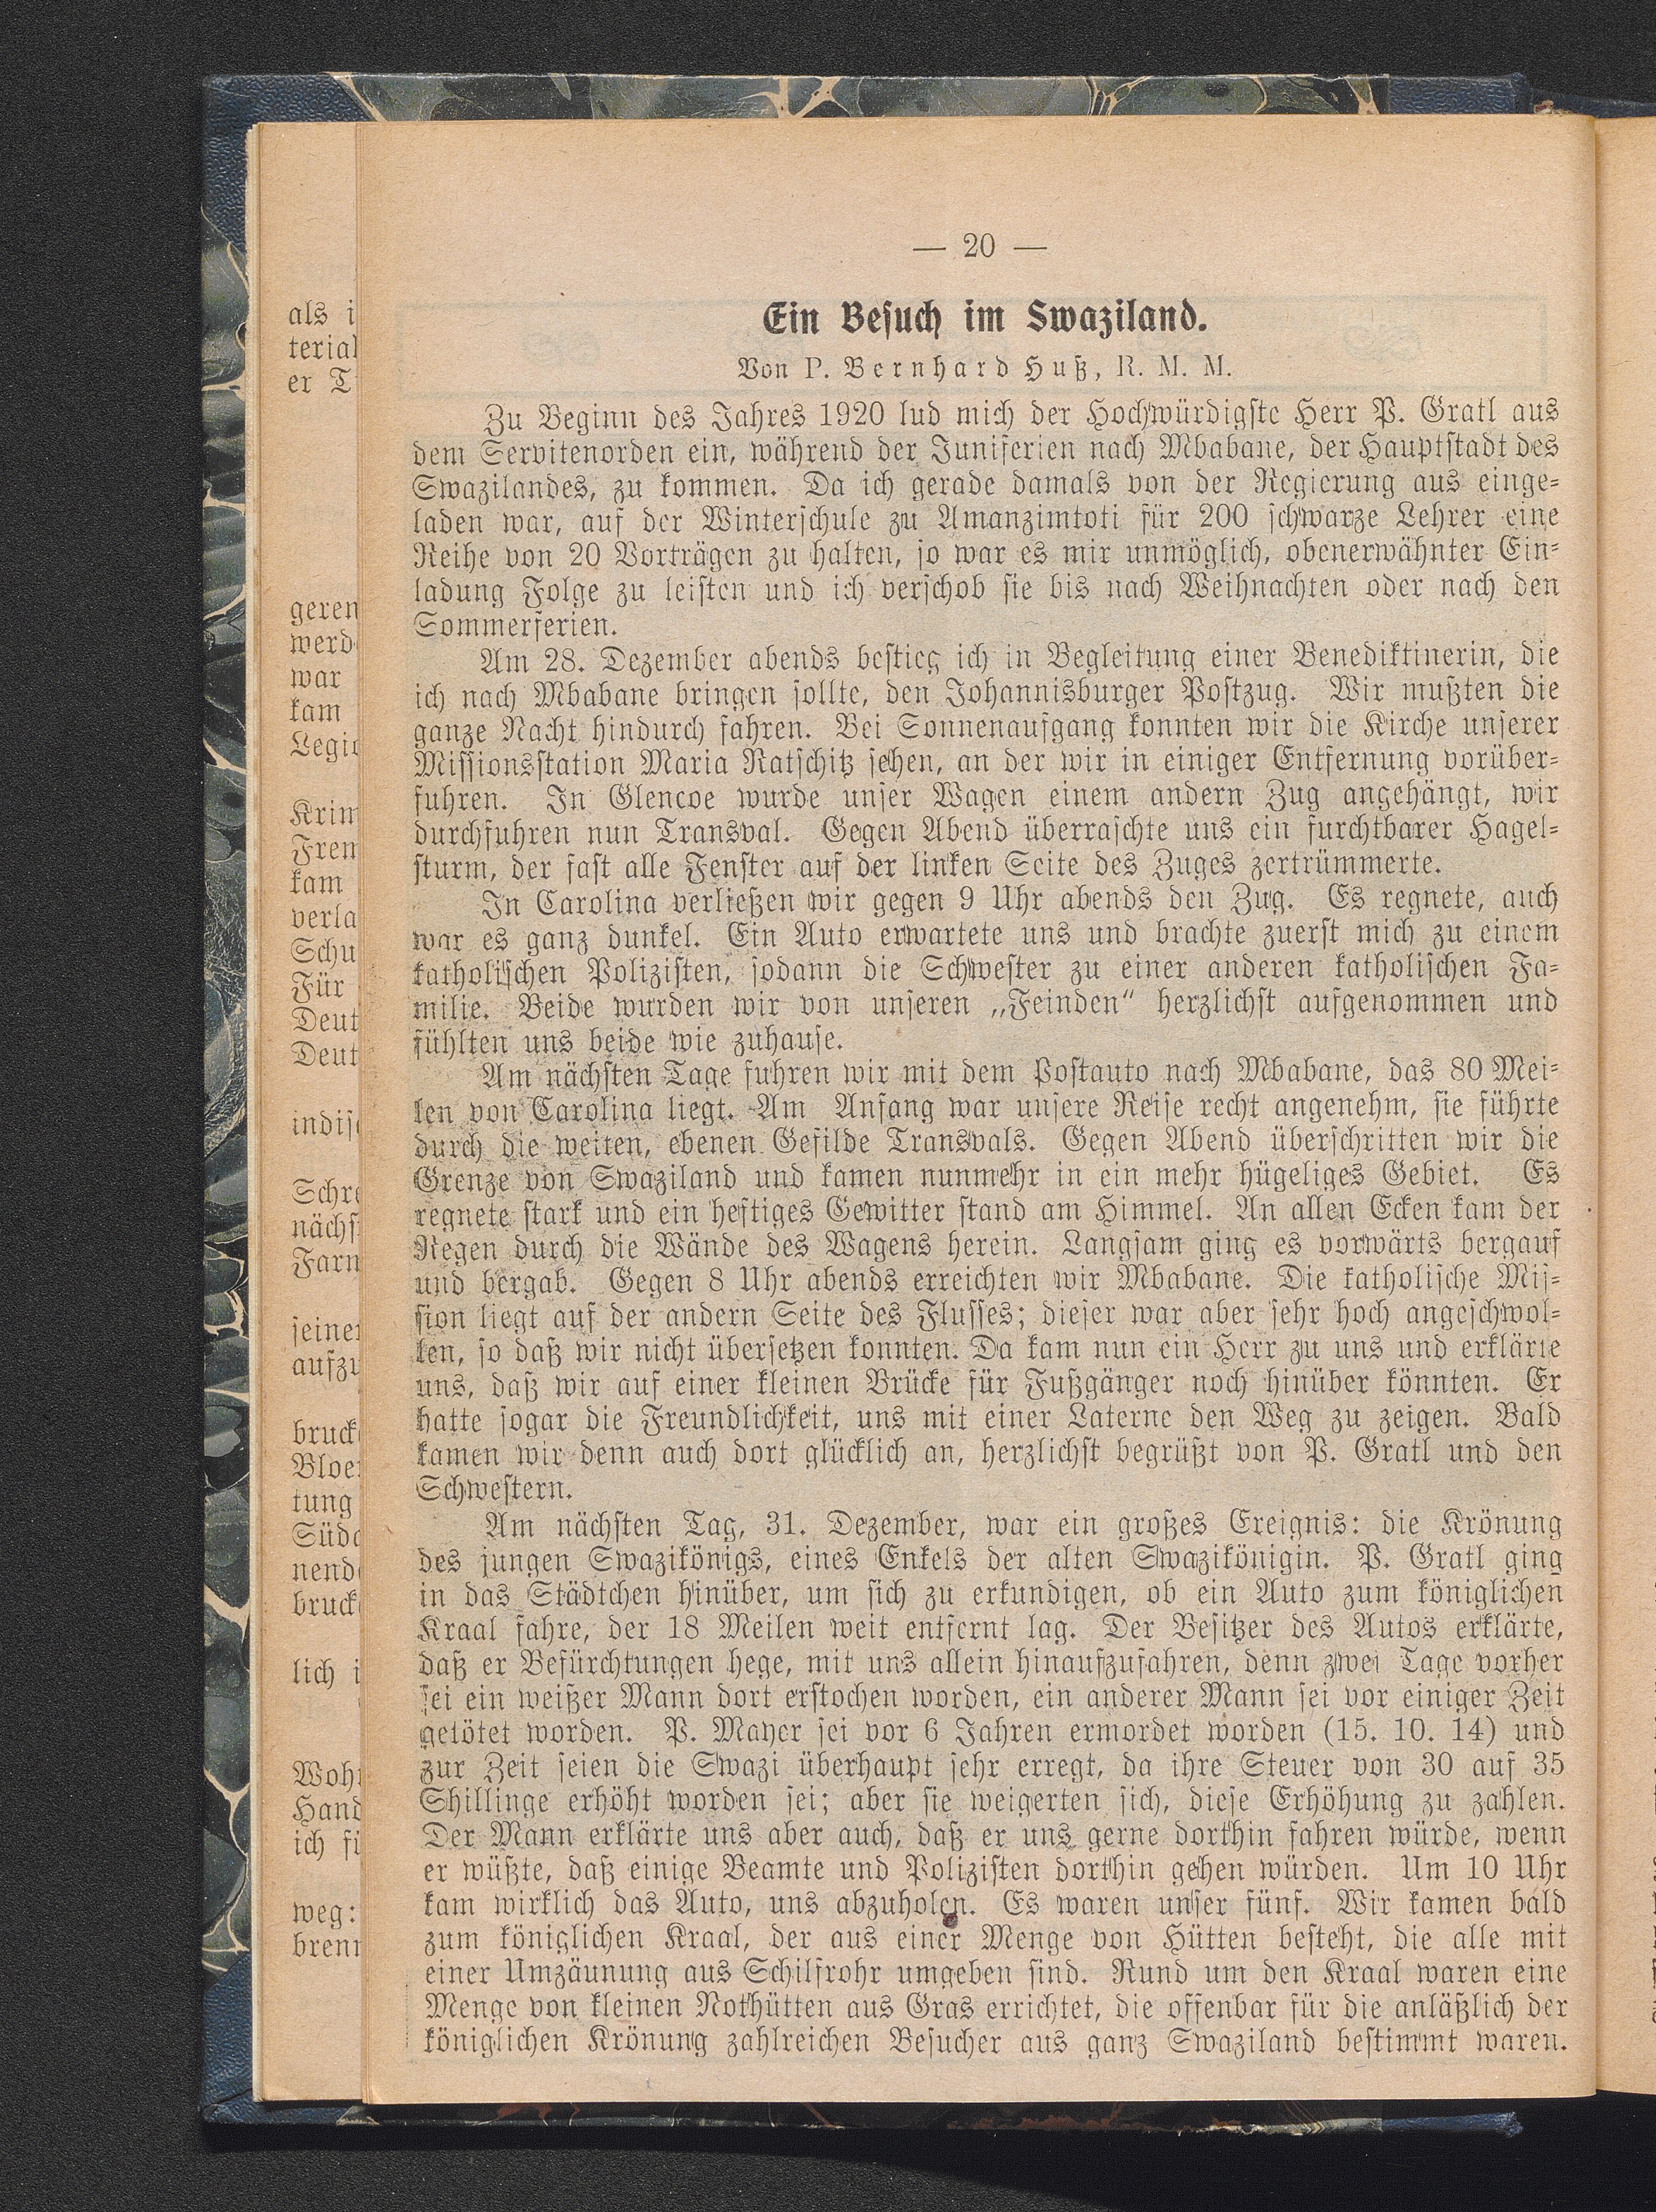 — 20 —
Ein Besuch im Swaziland.
Von P. Bernhard Huß, R. M. M.
Zu Beginn des Jahres 1920 lud mich der Hochwürdigste Herr P. Gratl aus
dem Servitenorden ein, während der Juniferien nach Mbabane, der Hauptstadt des
Swazilandes, zu kommen. Da ich gerade damals von der Regierung aus einge-
laden war, auf der Winterschule zu Amanzimtoti für 200 schwarze Lehrer eine
Reihe von 20 Vorträgen zu halten, so war es mir unmöglich, obenerwähnter Ein-
ladung Folge zu leisten und ich verschob sie bis nach Weihnachten oder nach den
Sommerferien.
Am 28. Dezember abends bestieg ich in Begleitung einer Benediktinerin, die
ich nach Mbabane bringen sollte, den Johannisburger Postzug. Wir mußten die
ganze Nacht hindurch fahren. Bei Sonnenaufgang konnten wir die Kirche unserer
Missionsstation Maria Ratschitz sehen, an der wir in einiger Entfernung vorüber-
fuhren. In Glencoe wurde unser Wagen einem andern Zug angehängt, wir
durchfuhren nun Transval. Gegen Abend überraschte uns ein furchtbarer Hagel-
sturm, der fast alle Fenster auf der linken Seite des Zuges zertrümmerte.
In Carolina verließen wir gegen 9 Uhr abends den Zug. Es regnete, auch
war es ganz dunkel. Ein Auto erwartete uns und brachte zuerst mich zu einem
katholischen Polizisten, sodann die Schwester zu einer anderen katholischen Fa-
milie. Beide wurden wir von unseren „Feinden“ herzlichst aufgenommen und
fühlten uns beide wie zuhause.
Am nächsten Tage fuhren wir mit dem Postauto nach Mbabane, das 80 Mei-
len von Carolina liegt. Am Anfang war unsere Reise recht angenehm, sie führte
durch die weiten, ebenen Gefilde Transvals. Gegen Abend überschritten wir die
Grenze von Swaziland und kamen nunmehr in ein mehr hügeliges Gebiet. Es
regnete stark und ein heftiges Gewitter stand am Himmel. An allen Ecken kam der
Regen durch die Wände des Wagens herein. Langsam ging es vorwärts bergauf
und bergab. Gegen 8 Uhr abends erreichten wir Mbabane. Die katholische Mis-
sion liegt auf der andern Seite des Flusses; dieser war aber sehr hoch angeschwol-
len, so daß wir nicht übersetzen konnten. Da kam nun ein Herr zu uns und erklärte
uns, daß wir auf einer kleinen Brücke für Fußgänger noch hinüber könnten. Er
hatte sogar die Freundlichkeit, uns mit einer Laterne den Weg zu zeigen. Bald
kamen wir denn auch dort glücklich an, herzlichst begrüßt von P. Gratl und den
Schwestern.
Am nächsten Tag, 31. Dezember, war ein großes Ereignis: die Krönung
des jungen Swazikönigs, eines Enkels der alten Swazikönigin. P. Gratl ging
in das Städtchen hinüber, um sich zu erkundigen, ob ein Auto zum königlichen
Kraal fahre, der 18 Meilen weit entfernt lag. Der Besitzer des Autos erklärte,
daß er Befürchtungen hege, mit uns allein hinaufzufahren, denn zwei Tage vorher
sei ein weißer Mann dort erstochen worden, ein anderer Mann sei vor einiger Zeit
getötet worden. P. Mayer sei vor 6 Jahren ermordet worden (15. 10. 14) und
zur Zeit seien die Swazi überhaupt sehr erregt, da ihre Steuer von 30 auf 35
Shillinge erhöht worden sei; aber sie weigerten sich, diese Erhöhung zu zahlen.
Der Mann erklärte uns aber auch, daß er uns gerne dorthin fahren würde, wenn
er wüßte, daß einige Beamte und Polizisten dorthin gehen würden. Um 10 Uhr
kam wirklich das Auto, uns abzuholen. Es waren unser fünf. Wir kamen bald
zum königlichen Kraal, der aus einer Menge von Hütten besteht, die alle mit
einer Umzäunung aus Schilfrohr umgeben sind. Rund um den Kraal waren eine
Menge von kleinen Nothütten aus Gras errichtet, die offenbar für die anläßlich der
königlichen Krönung zahlreichen Besucher aus ganz Swaziland bestimmt waren.